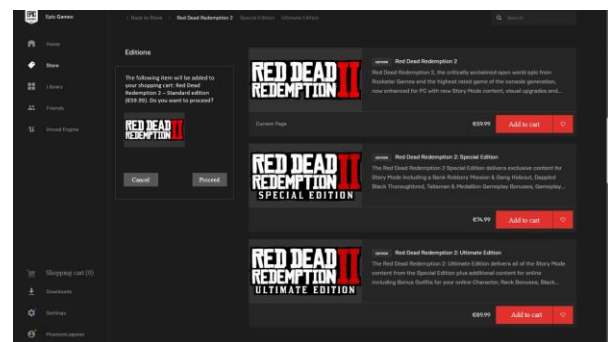 EPIC GAMES
Epic Games
Back to Store
Red Dead Redemption 2
Special Edition
Ultimate Edition
Search
Home
Store
Library
Friends
Unreal Engine
Editions
The following item will be added to
your shopping cart: Red Dead
Redemption 2 – Standard edition
(€59.99). Do you want to proceed?
RED DEAD
REDEMPTION II
Cancel
Proceed
RED DEAD
REDEMPTION II
Red Dead Redemption 2
Red Dead Redemption 2, the critically acclaimed open world epic from
Rockstar Games and the highest rated game of the console generation,
now enhanced for PC with new Story Mode content, visual upgrades and...
Current Page
€59.99
Add to cart
RED DEAD
REDEMPTION II
SPECIAL EDITION
Red Dead Redemption 2: Special Edition
The Red Dead Redemption 2 Special Edition delivers exclusive content for
Story Mode including a Bank Robbery Mission & Gang Hideout, Dappled
Black Thoroughbred, Talisman & Medallion Gameplay Bonuses, Gameplay...
€74.99
Add to cart
RED DEAD
REDEMPTION II
ULTIMATE EDITION
Red Dead Redemption 2: Ultimate Edition
The Red Dead Redemption 2: Ultimate Edition delivers all of the Story Mode
content from the Special Edition plus additional content for online
including Bonus Outfits for your online Character, Rank Bonuses, Black...
€89.99
Add to cart
Shopping cart (0)
Downloads
Settings